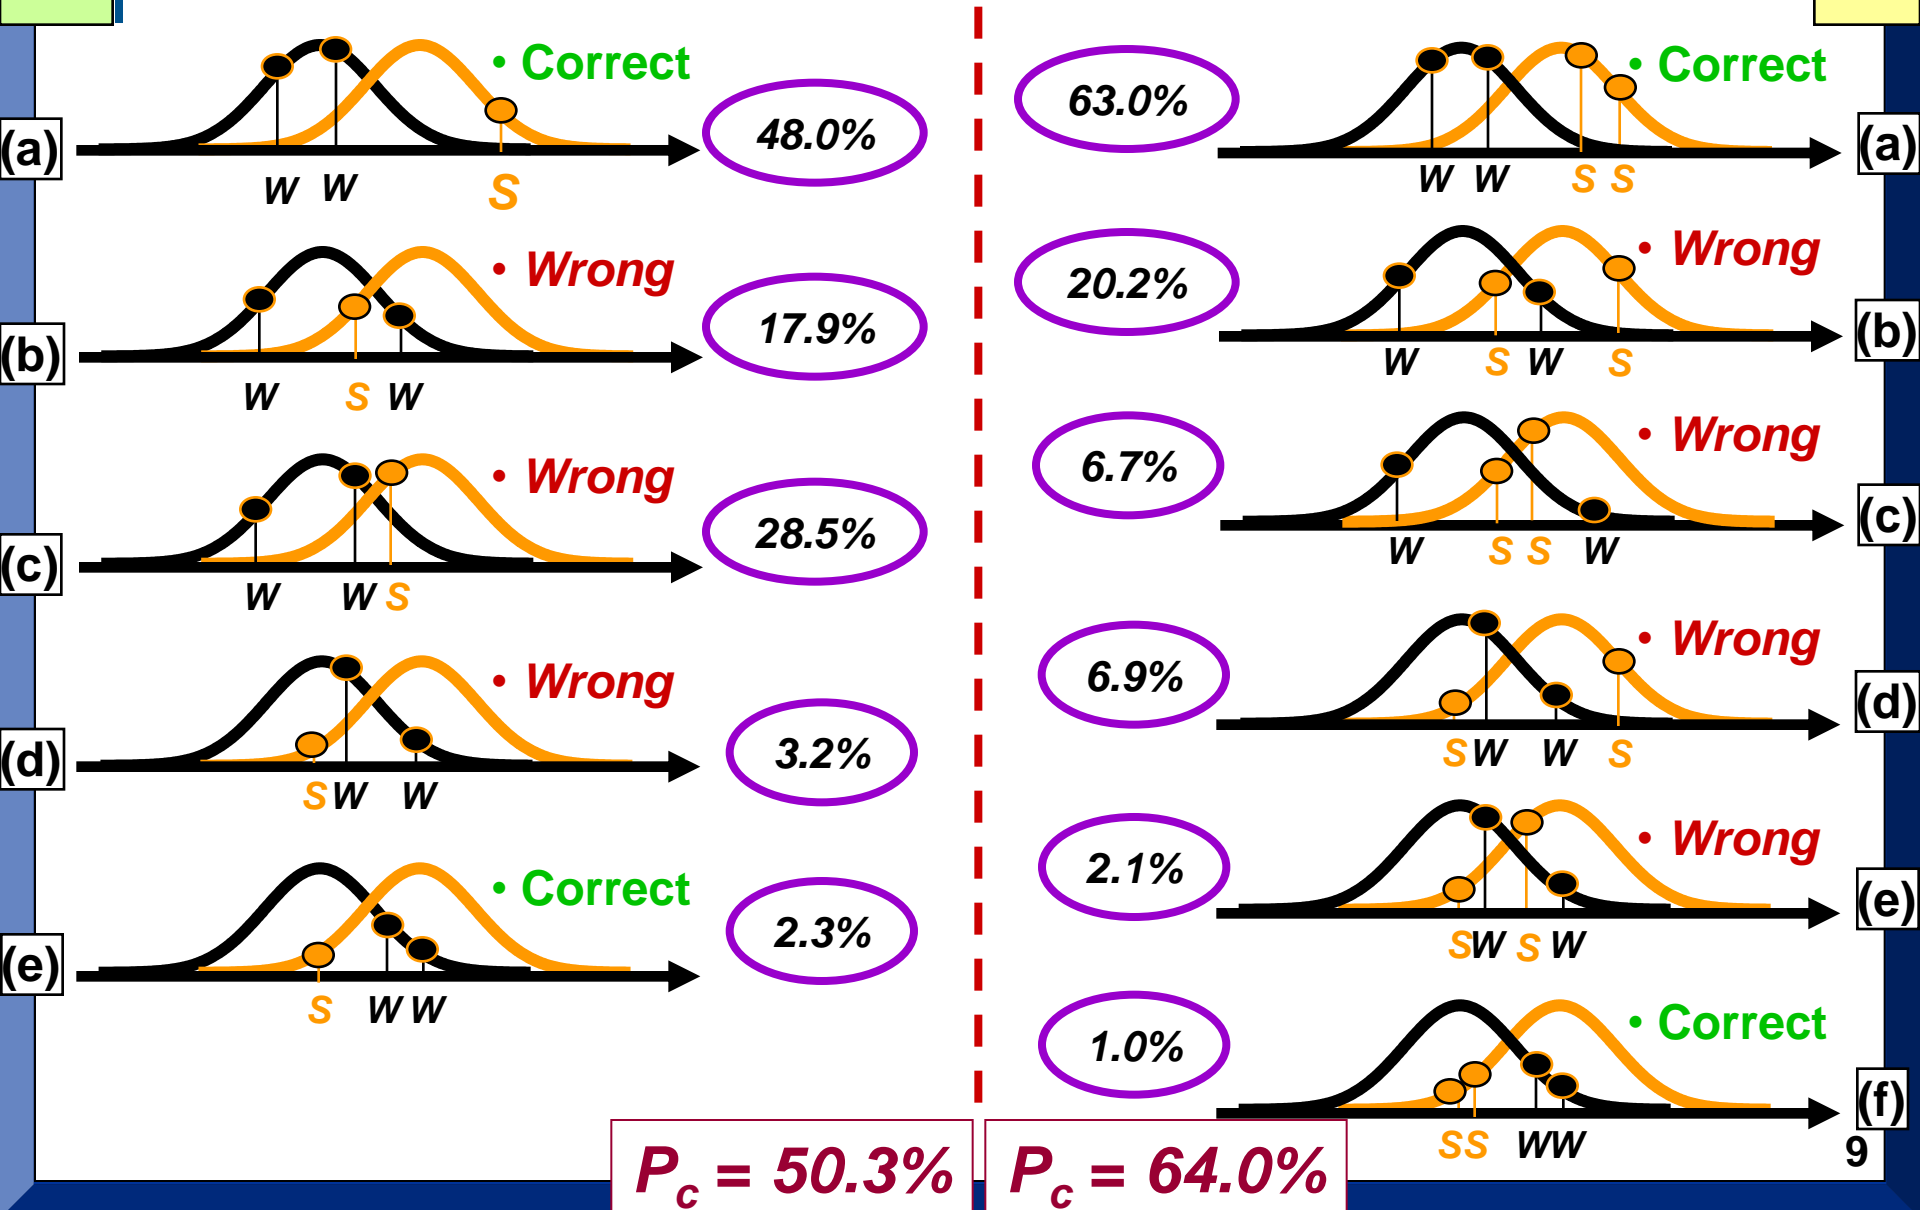 (a)
• Correct
48.0%
W W S
(b)
• Wrong
17.9%
W S W
(c)
• Wrong
28.5%
W W S
(d)
• Wrong
3.2%
S W W
(e)
• Correct
2.3%
S W W
Pc = 50.3%
63.0%
• Correct
(a)
W W S S
20.2%
• Wrong
(b)
W S W S
6.7%
• Wrong
(c)
W S S W
6.9%
• Wrong
(d)
S W W S
2.1%
• Wrong
(e)
S W S W
1.0%
• Correct
(f)
S S W W
Pc = 64.0%
9